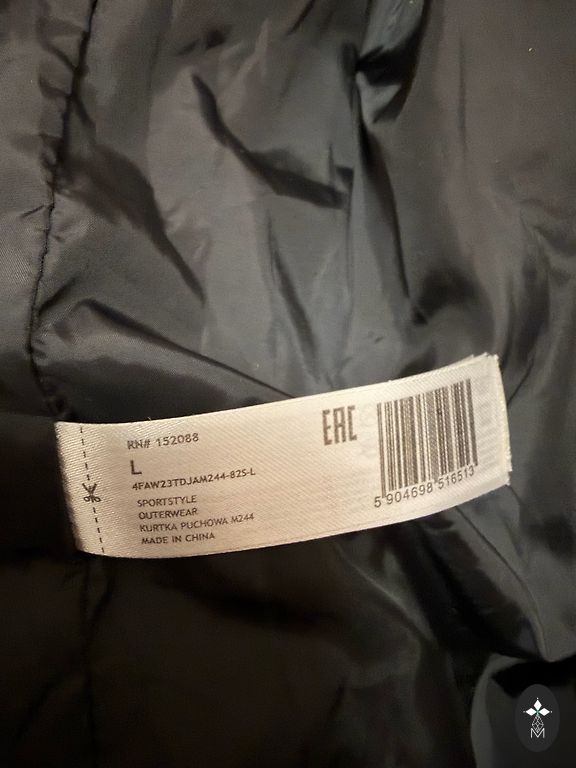 RN# 152088
L
4FAW23TDJAM244-82S-L
SPORTSTYLE
OUTERWEAR
KURTKA PUCHOWA M244
MADE IN CHINA
EAC
5 904698 516513
M